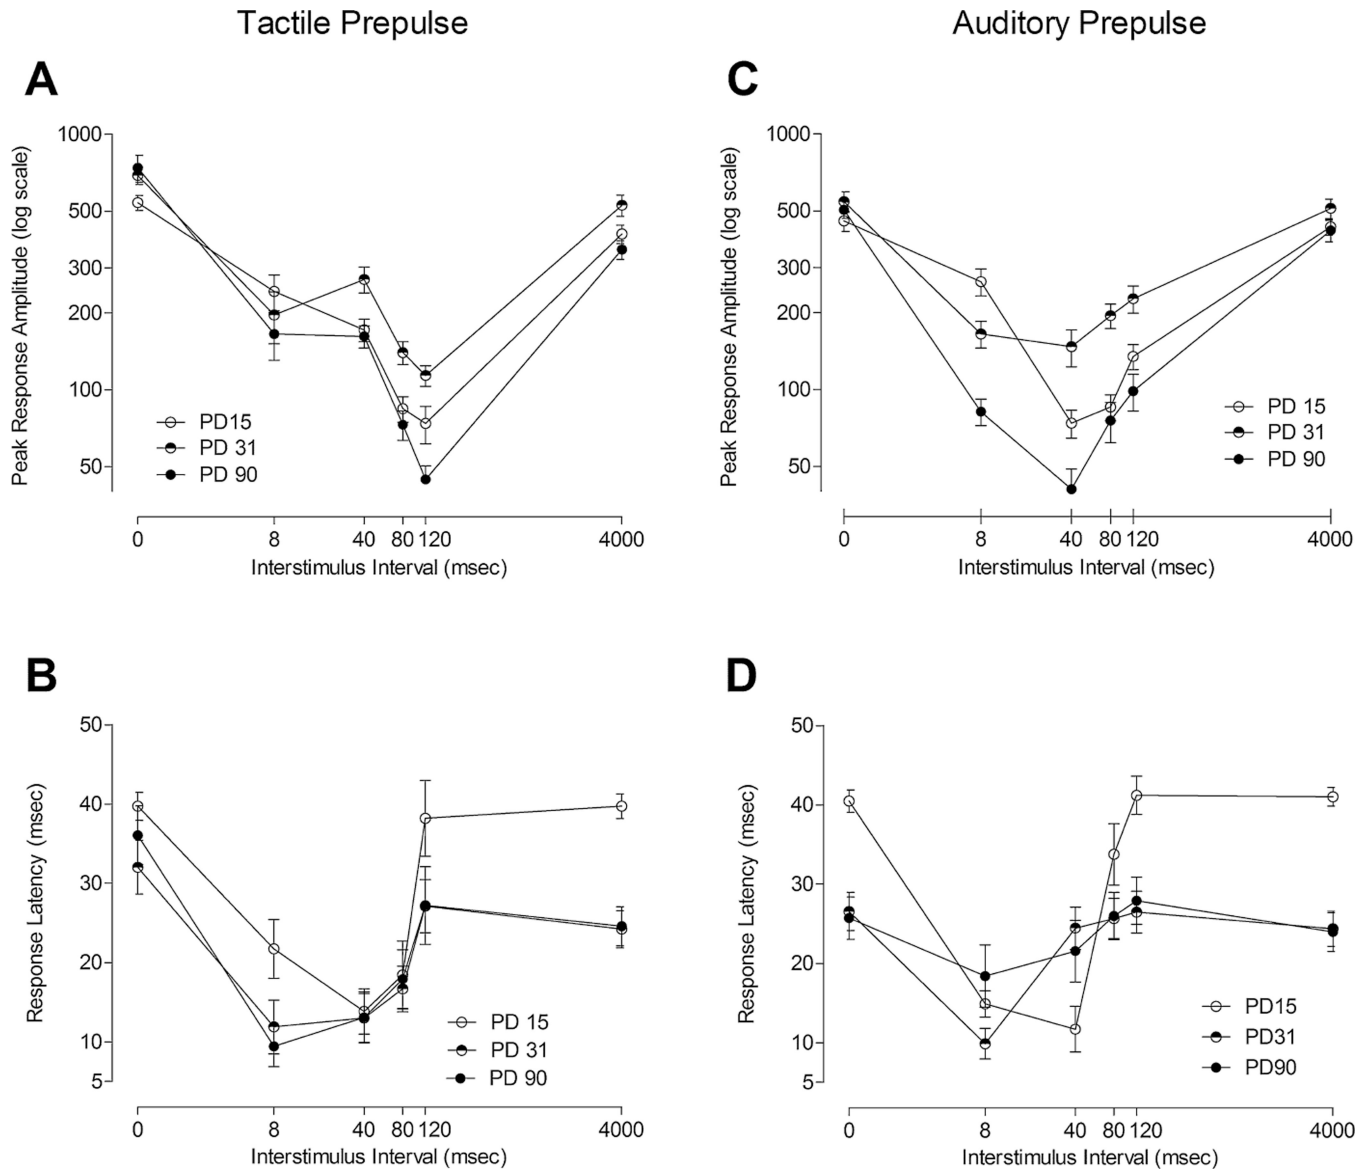 Tactile Prepulse
Auditory Prepulse
A
Peak Response Amplitude (log scale)
1000
500
300
200
100
50
PD15
PD 31
PD 90
0 8 40 80 120 4000
Interstimulus Interval (msec)
C
Peak Response Amplitude (log scale)
1000
500
300
200
100
50
PD 15
PD 31
PD 90
0 8 40 80 120 4000
Interstimulus Interval (msec)
B
Response Latency (msec)
50
40
30
20
10
5
PD 15
PD 31
PD 90
0 8 40 80 120 4000
Interstimulus Interval (msec)
D
Response Latency (msec)
50
40
30
20
10
5
PD15
PD31
PD90
0 8 40 80 120 4000
Interstimulus Interval (msec)